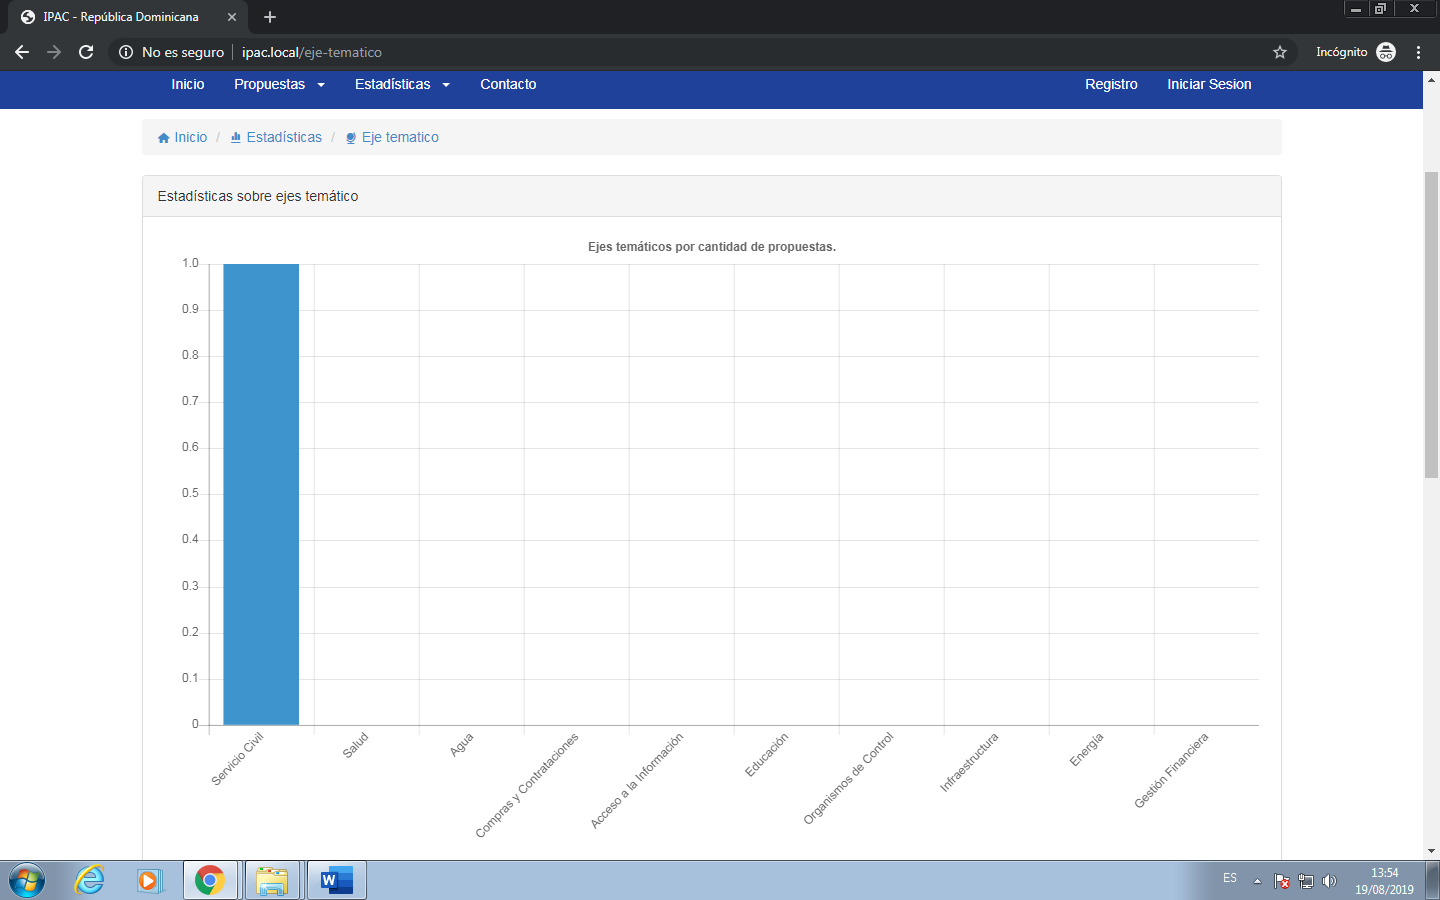 IPAC - República Dominicana
No es seguro
ipac.local/eje-tematico
Incógnito
Inicio Propuestas Estadísticas Contacto Registro Iniciar Sesion
Inicio / Estadísticas / Eje tematico
Estadísticas sobre ejes temático
Ejes temáticos por cantidad de propuestas.
1.0
0.9
0.8
0.7
0.6
0.5
0.4
0.3
0.2
0.1
0
Servicio Civil
Salud
Agua
Compras y Contrataciones
Acceso a la Información
Educación
Organismos de Control
Infraestructura
Energía
Gestión Financiera
W
ES
13:54
19/08/2019